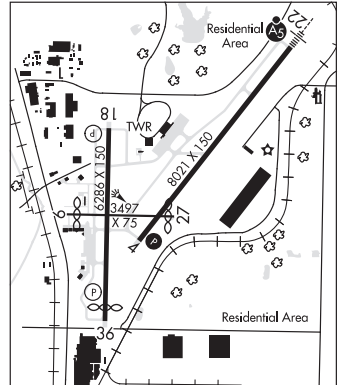 Residential
Area
A5
22
18
P
TWR
6286 X 150
8021 X 150
9
3497
X 75
27
4
P
P
Residential Area
36